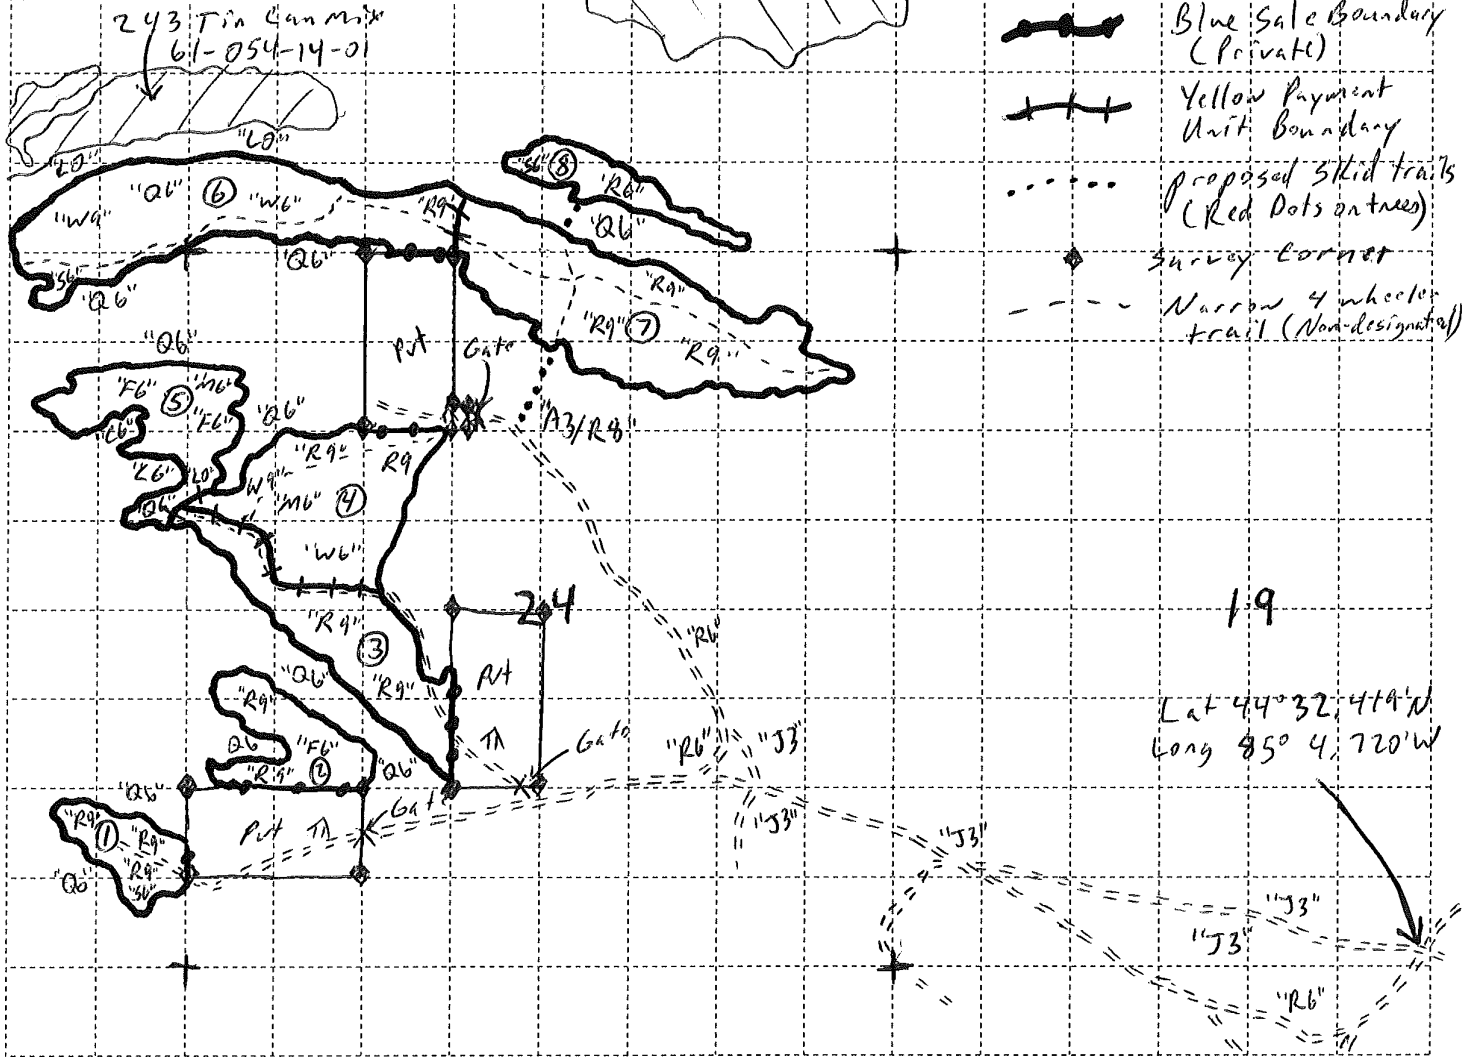 243 Tin Can Mix
61-054-14-01
Blue Sale Boundary
(Private)
Yellow Payment
Unit Boundary
Proposed Skid trails
(Red Dots on trees)
Survey Corner
Narrow 4 wheeler
trail (Non-designated)
"L0"
"L0"
"Q6" 6 "W6"
"W9"
"R9"
"S6"
"Q6"
"Q6"
"S6" 8
"R6"
"Q6"
"R9"
"R9" 7
"R9"
Pvt
Gate
"A3/R8"
"Q6"
"F6" "M6"
5
"F6"
"Q6"
"L6"
"L0"
"Q6"
"R9"
R9
W9
"M6" 4
"W6"
"R9"
3
"R9"
"Q6"
24
Pvt
Gate
"R6"
"R6"
"J3"
"J3"
"R9"
Q6
"F6"
"R9" 2
"Q6"
"Q6"
Pvt
Gate
"R9"
1
"R9"
"R9"
"S6"
"Q6"
19
Lat 44°32.419'N
Long 85° 4.720'W
"J3"
"J3"
"J3"
"R6"